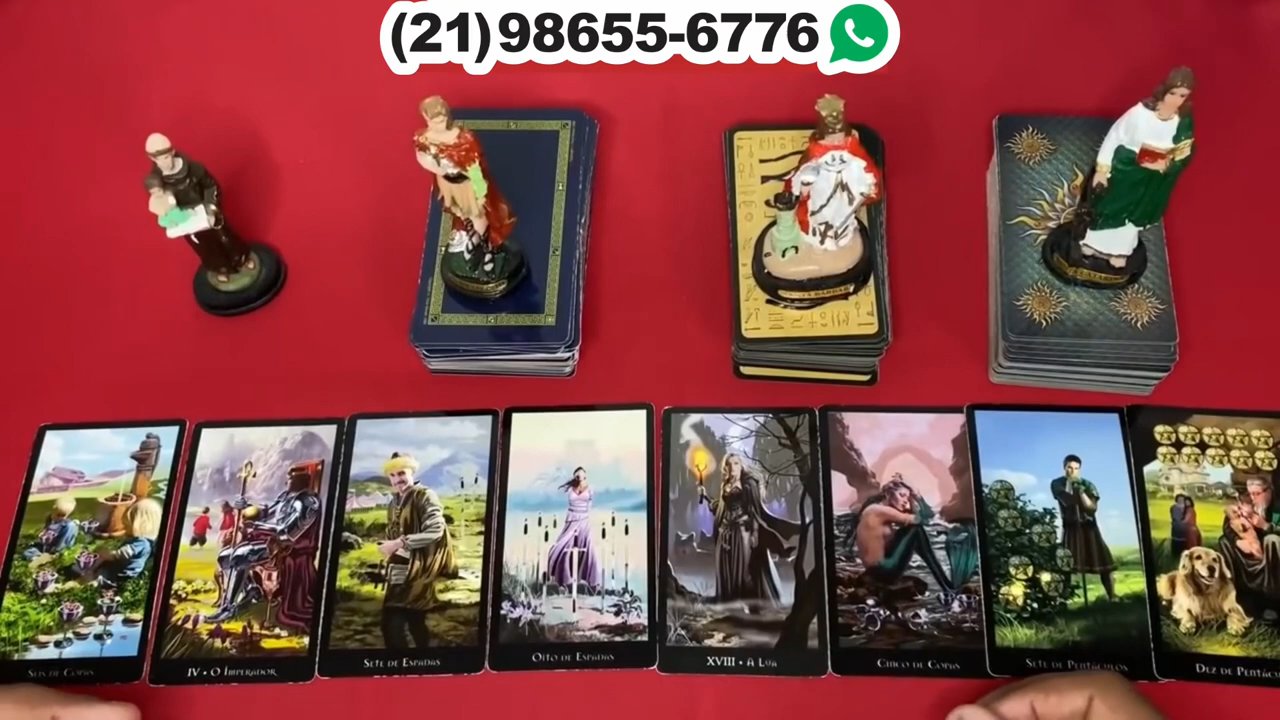 (21)98655-6776
SEIS DE COPAS
IV • O IMPERADOR
SETE DE ESPADAS
OITO DE ESPADAS
XVIII • A LUA
CINCO DE COPAS
SETE DE PENTÁCULOS
DEZ DE PENTÁCU